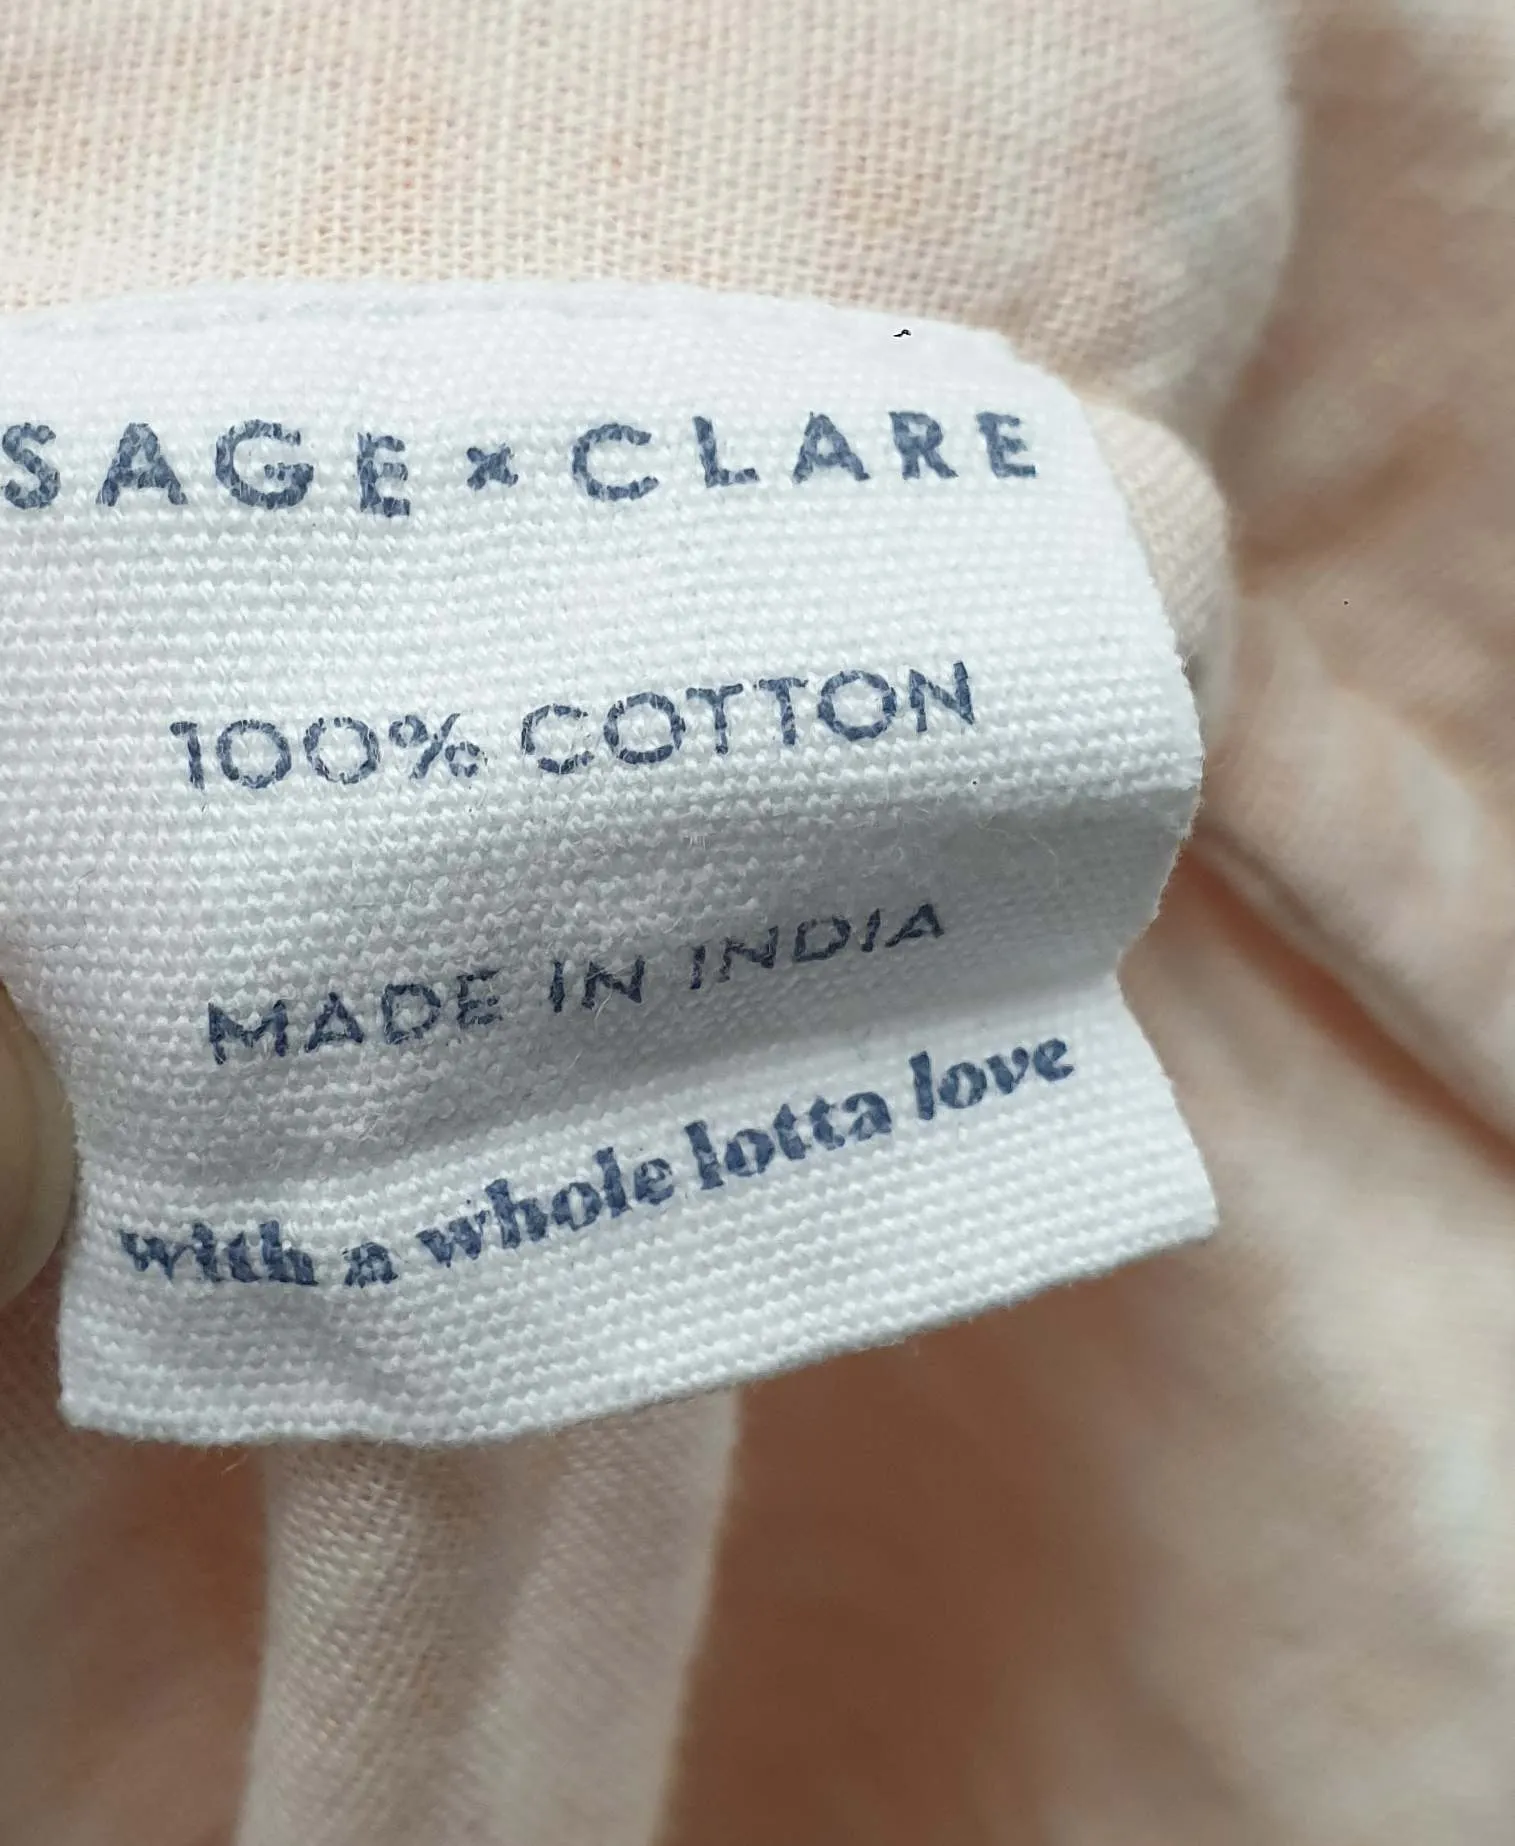 SAGE x CLARE
100% COTTON
MADE IN INDIA
with a whole lotta love